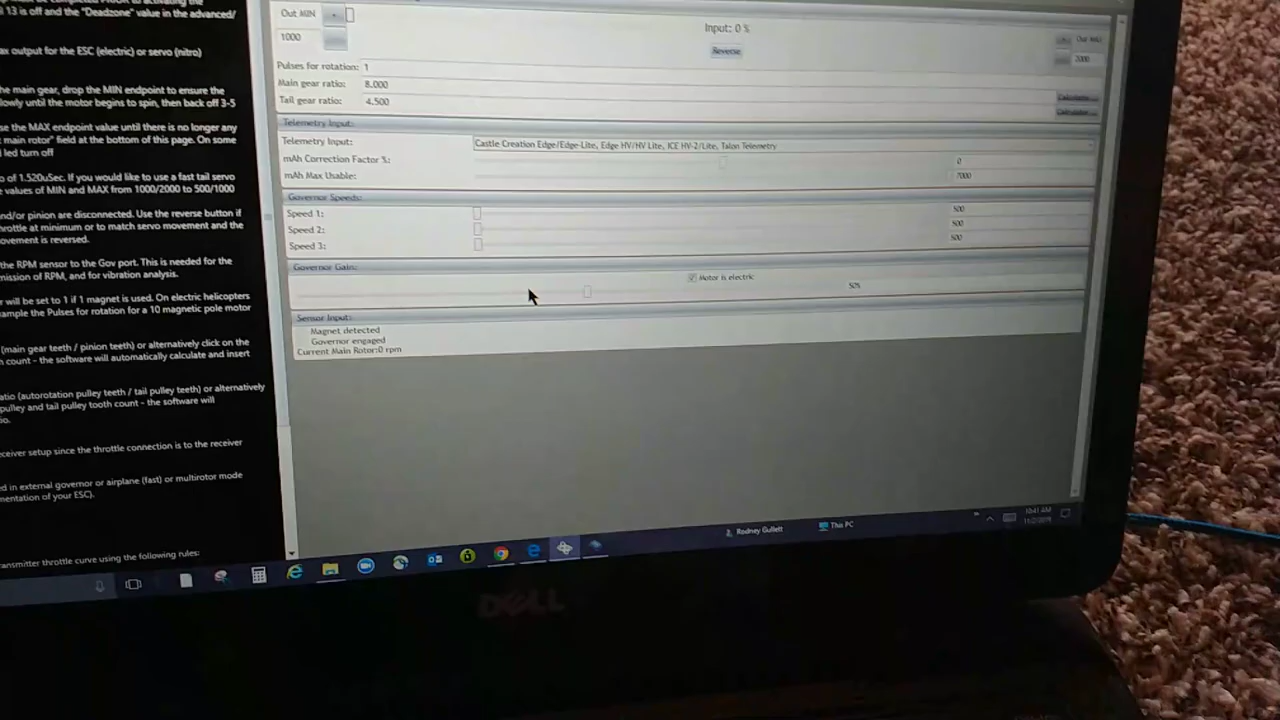 l 13 is off and the "Deadzone" value in the advanced/
ax output for the ESC (electric) or servo (nitro)
he main gear, drop the MIN endpoint to ensure the
lowly until the motor begins to spin, then back off 3-5
se the MAX endpoint value until there is no longer any
main rotor" field at the bottom of this page. On some
led turn off
o of 1.520uSec. If you would like to use a fast tail servo
e values of MIN and MAX from 1000/2000 to 500/1000
and/or pinion are disconnected. Use the reverse button if
hrottle at minimum or to match servo movement and the
ovement is reversed.
the RPM sensor to the Gov port. This is needed for the
mission of RPM, and for vibration analysis.
r will be set to 1 if 1 magnet is used. On electric helicopters
ample the Pulses for rotation for a 10 magnetic pole motor
(main gear teeth / pinion teeth) or alternatively click on the
h count - the software will automatically calculate and insert
atio (autorotation pulley teeth / tail pulley teeth) or alternatively
pulley and tail pulley tooth count - the software will
io.
eceiver setup since the throttle connection is to the receiver
ed in external governor or airplane (fast) or multirotor mode
mentation of your ESC).
ansmitter throttle curve using the following rules:
Out MIN
1000
Input: 0 %
Reverse
Out MAX
2000
Pulses for rotation: 1
Main gear ratio: 8.000
Calculate...
Tail gear ratio: 4.500
Calculate...
Telemetry Input:
Telemetry Input: Castle Creation Edge/Edge-Lite, Edge HV/HV Lite, ICE HV-2/Lite, Talon Telemetry
mAh Correction Factor %: 0
mAh Max Usable: 7000
Governor Speeds:
Speed 1: 500
Speed 2: 500
Speed 3: 500
Governor Gain:
Motor is electric
50%
Sensor Input:
Magnet detected
Governor engaged
Current Main Rotor:0 rpm
Rodney Gullett
This PC
10:41 AM
DELL